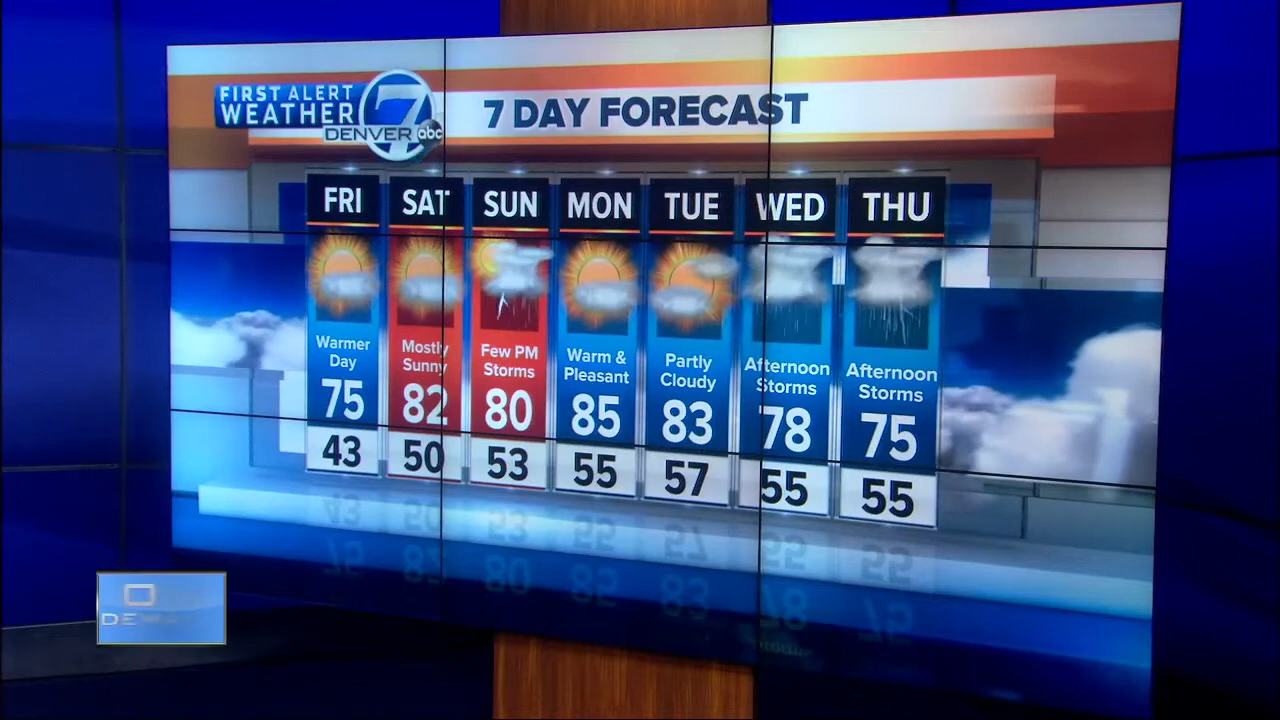 FIRST ALERT
WEATHER
7
DENVER abc
7 DAY FORECAST
FRI
SAT
SUN
MON
TUE
WED
THU
Warmer
Day
Mostly
Sunny
Few PM
Storms
Warm &
Pleasant
Partly
Cloudy
Afternoon
Storms
Afternoon
Storms
75
82
80
85
83
78
75
43
50
53
55
57
55
55